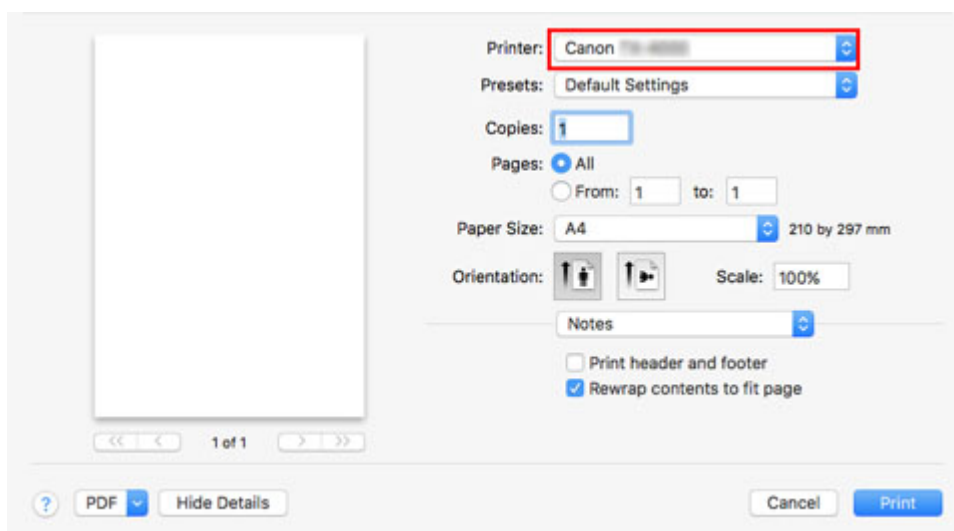 Printer: Canon
Presets: Default Settings
Copies: 1
Pages: All
From: 1 to: 1
Paper Size: A4 210 by 297 mm
Orientation: Scale: 100%
Notes
Print header and footer
Rewrap contents to fit page
<< < 1 of 1 > >>
? PDF Hide Details Cancel Print